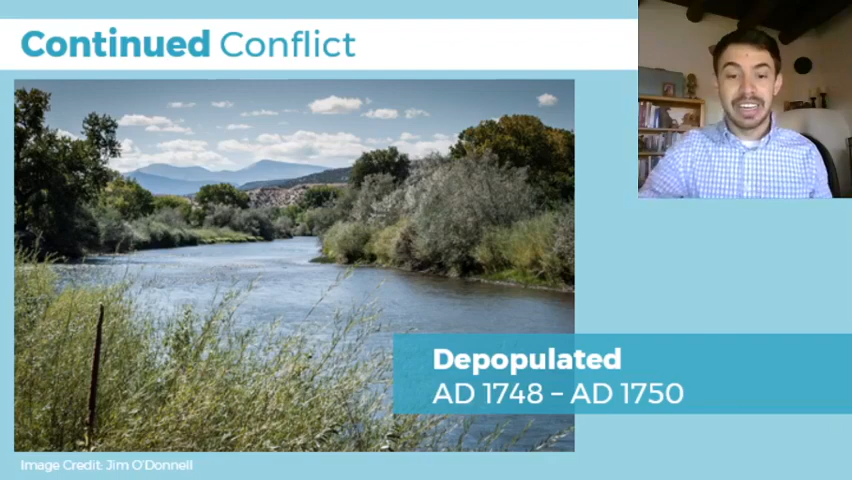 Continued Conflict
Depopulated
AD 1748 – AD 1750
Image Credit: Jim O'Donnell